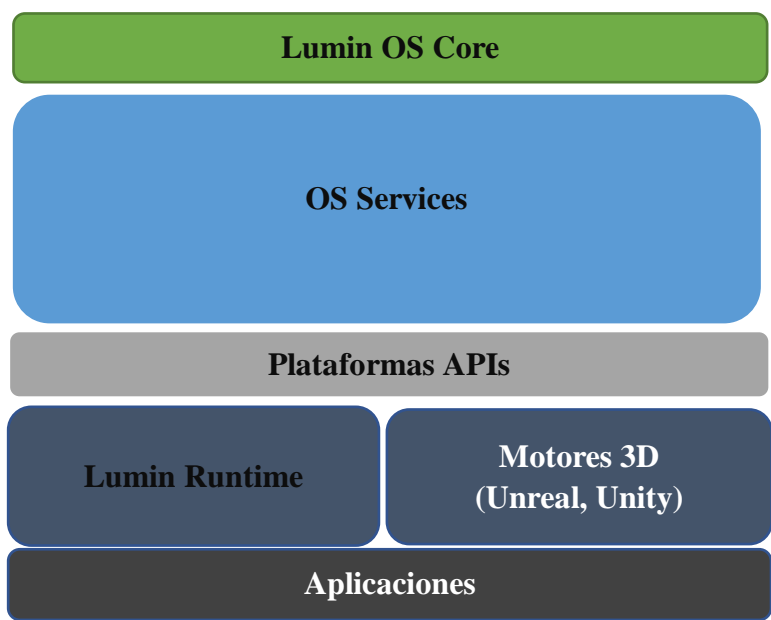 Lumin OS Core
OS Services
Plataformas APIs
Lumin Runtime
Motores 3D
(Unreal, Unity)
Aplicaciones